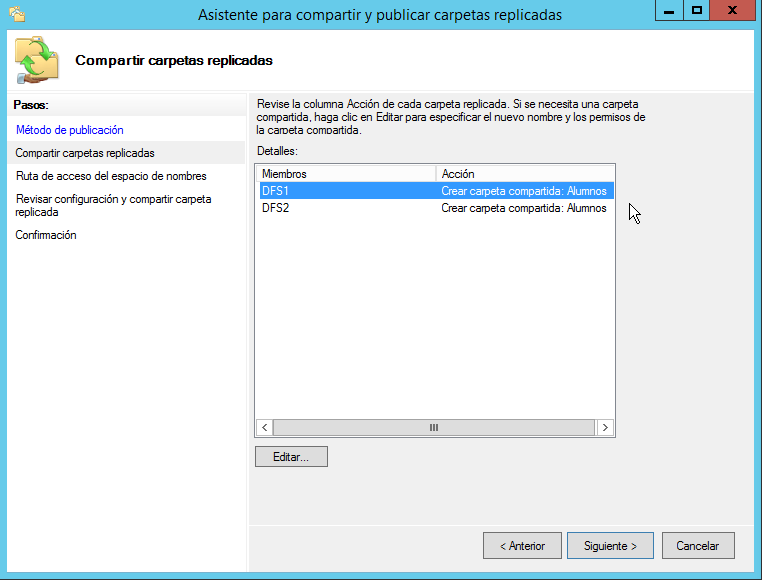 Asistente para compartir y publicar carpetas replicadas
Compartir carpetas replicadas
Pasos:
Método de publicación
Compartir carpetas replicadas
Ruta de acceso del espacio de nombres
Revisar configuración y compartir carpeta
replicada
Confirmación
Revise la columna Acción de cada carpeta replicada. Si se necesita una carpeta
compartida, haga clic en Editar para especificar el nuevo nombre y los permisos de
la carpeta compartida.
Detalles:
Miembros Acción
DFS1 Crear carpeta compartida: Alumnos
DFS2 Crear carpeta compartida: Alumnos
Editar...
< Anterior Siguiente > Cancelar